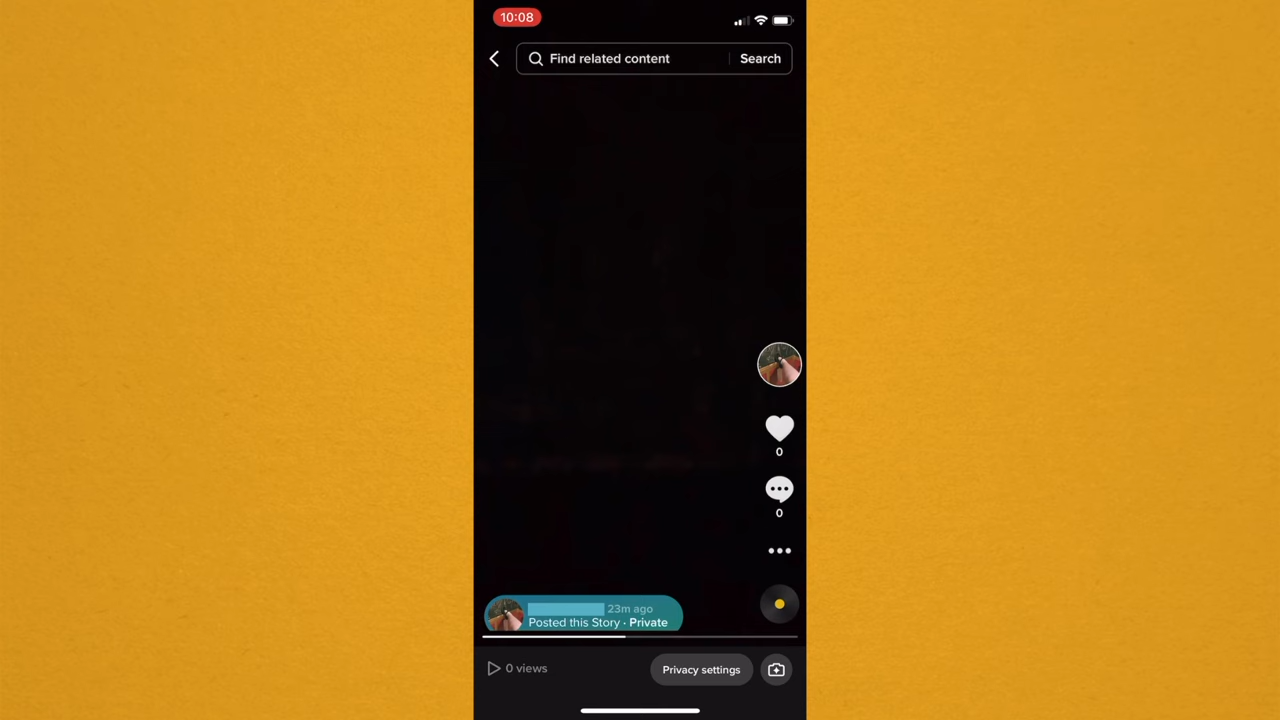 10:08
Find related content Search
0
0
23m ago
Posted this Story · Private
0 views Privacy settings